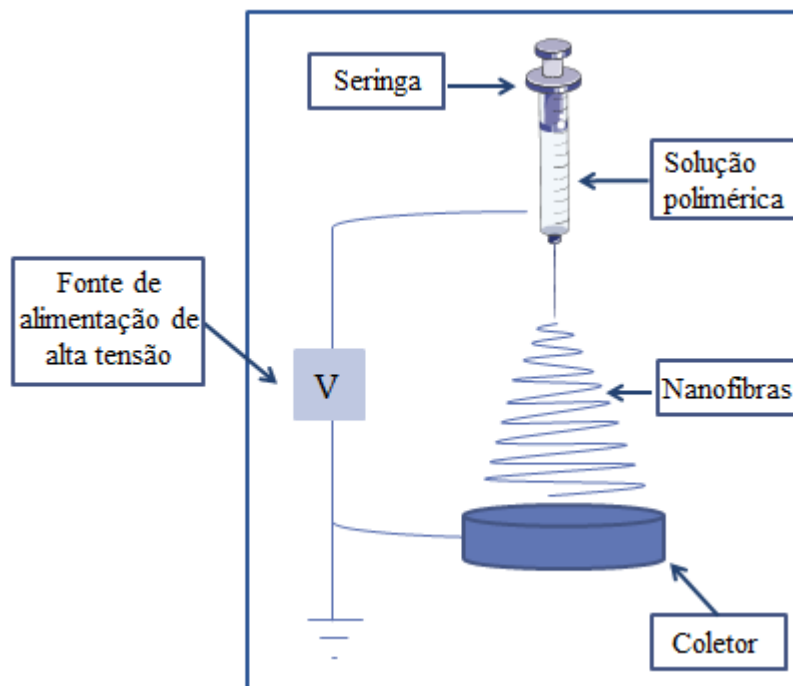 Seringa
Solução
polimérica
Fonte de
alimentação de
alta tensão
V
Nanofibras
Coletor